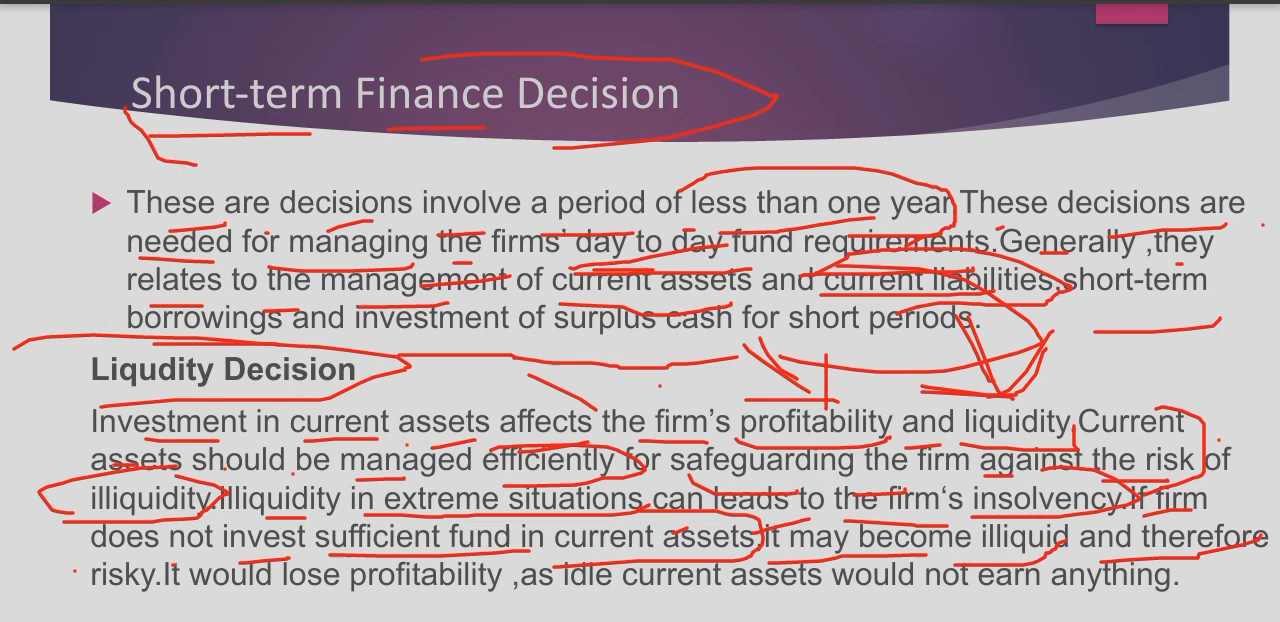 Short-term Finance Decision
These are decisions involve a period of less than one year.These decisions are
needed for managing the firms' day to day fund requirements.Generally ,they
relates to the management of current assets and current liabilities.short-term
borrowings and investment of surplus cash for short periods.
Liqudity Decision
Investment in current assets affects the firm's profitability and liquidity.Current
assets should be managed efficiently for safeguarding the firm against the risk of
illiquidity.Illiquidity in extreme situations can leads to the firm's insolvency.If firm
does not invest sufficient fund in current assets,it may become illiquid and therefore
risky.It would lose profitability ,as idle current assets would not earn anything.